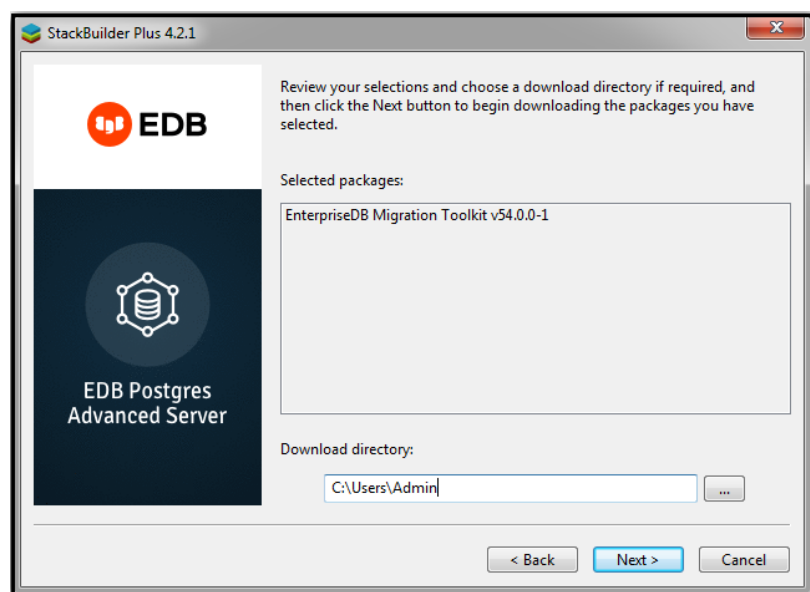 StackBuilder Plus 4.2.1
EDB
EDB Postgres
Advanced Server
Review your selections and choose a download directory if required, and
then click the Next button to begin downloading the packages you have
selected.
Selected packages:
EnterpriseDB Migration Toolkit v54.0.0-1
Download directory:
C:\Users\Admin
...
< Back
Next >
Cancel